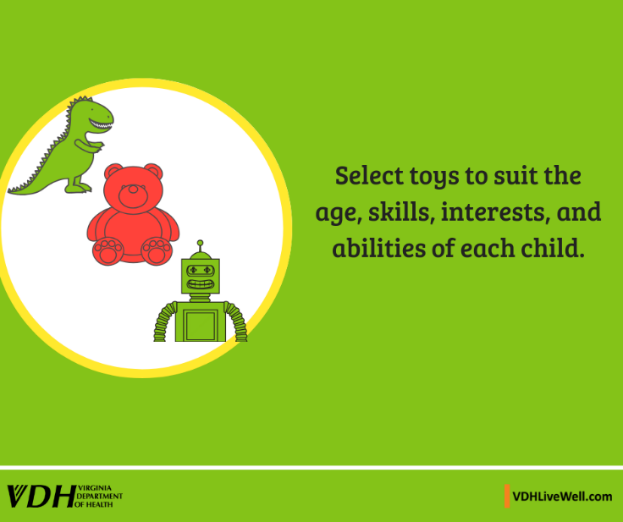 Select toys to suit the
age, skills, interests, and
abilities of each child.
VDH VIRGINIA
DEPARTMENT
OF HEALTH
VDHLiveWell.com